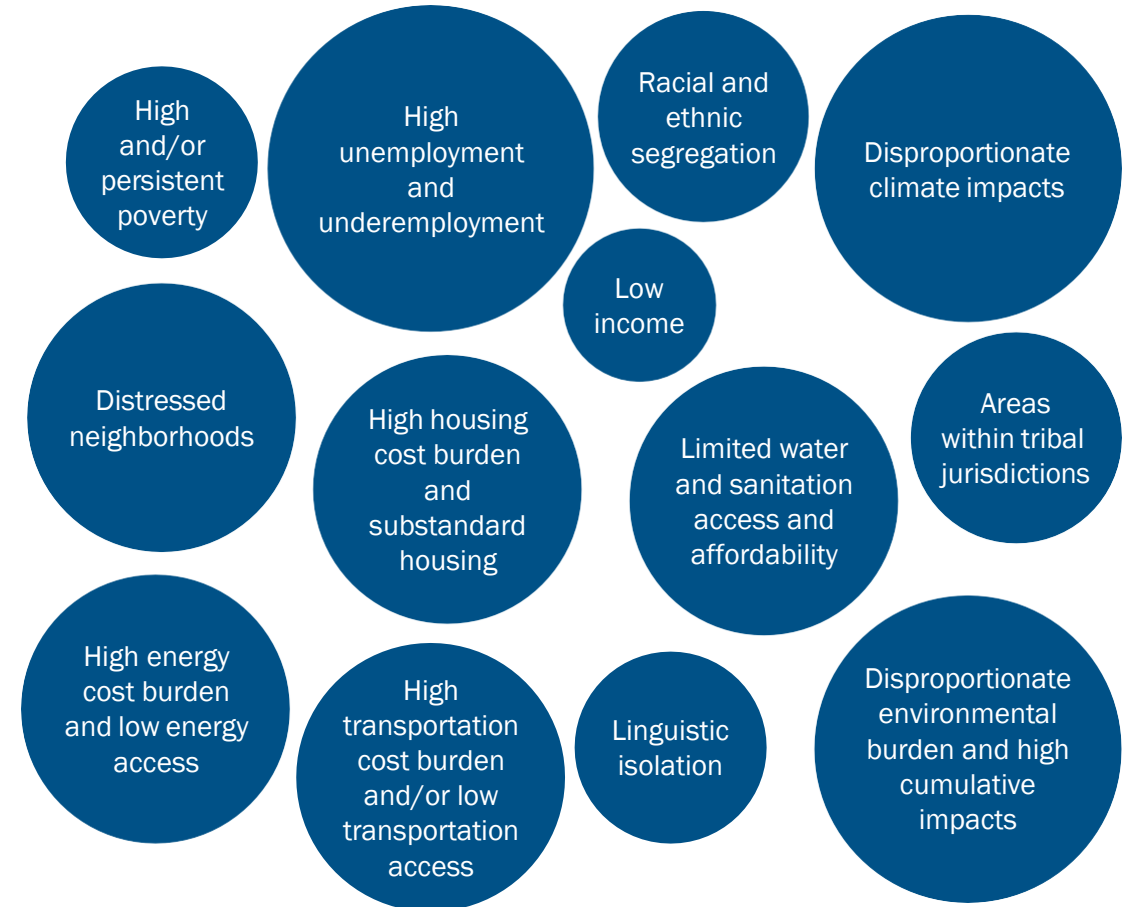 High
and/or
persistent
poverty
High
unemployment
and
underemployment
Racial and
ethnic
segregation
Disproportionate
climate impacts
Low
income
Distressed
neighborhoods
High housing
cost burden
and
substandard
housing
Limited water
and sanitation
access and
affordability
Areas
within tribal
jurisdictions
High energy
cost burden
and low energy
access
High
transportation
cost burden
and/or low
transportation
access
Linguistic
isolation
Disproportionate
environmental
burden and high
cumulative
impacts